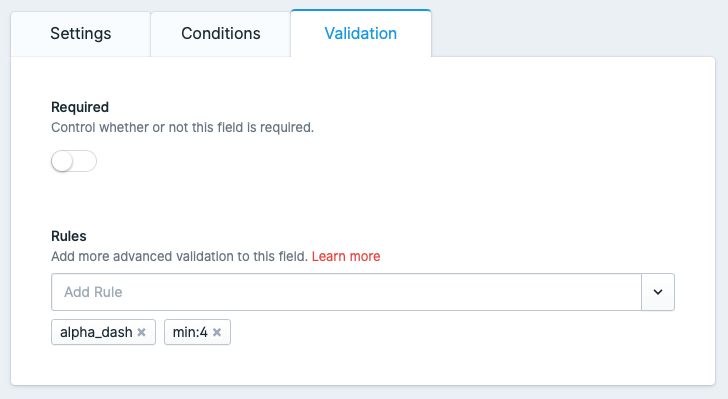 Settings Conditions Validation
Required
Control whether or not this field is required.
Rules
Add more advanced validation to this field. Learn more
Add Rule
alpha_dash × min:4 ×